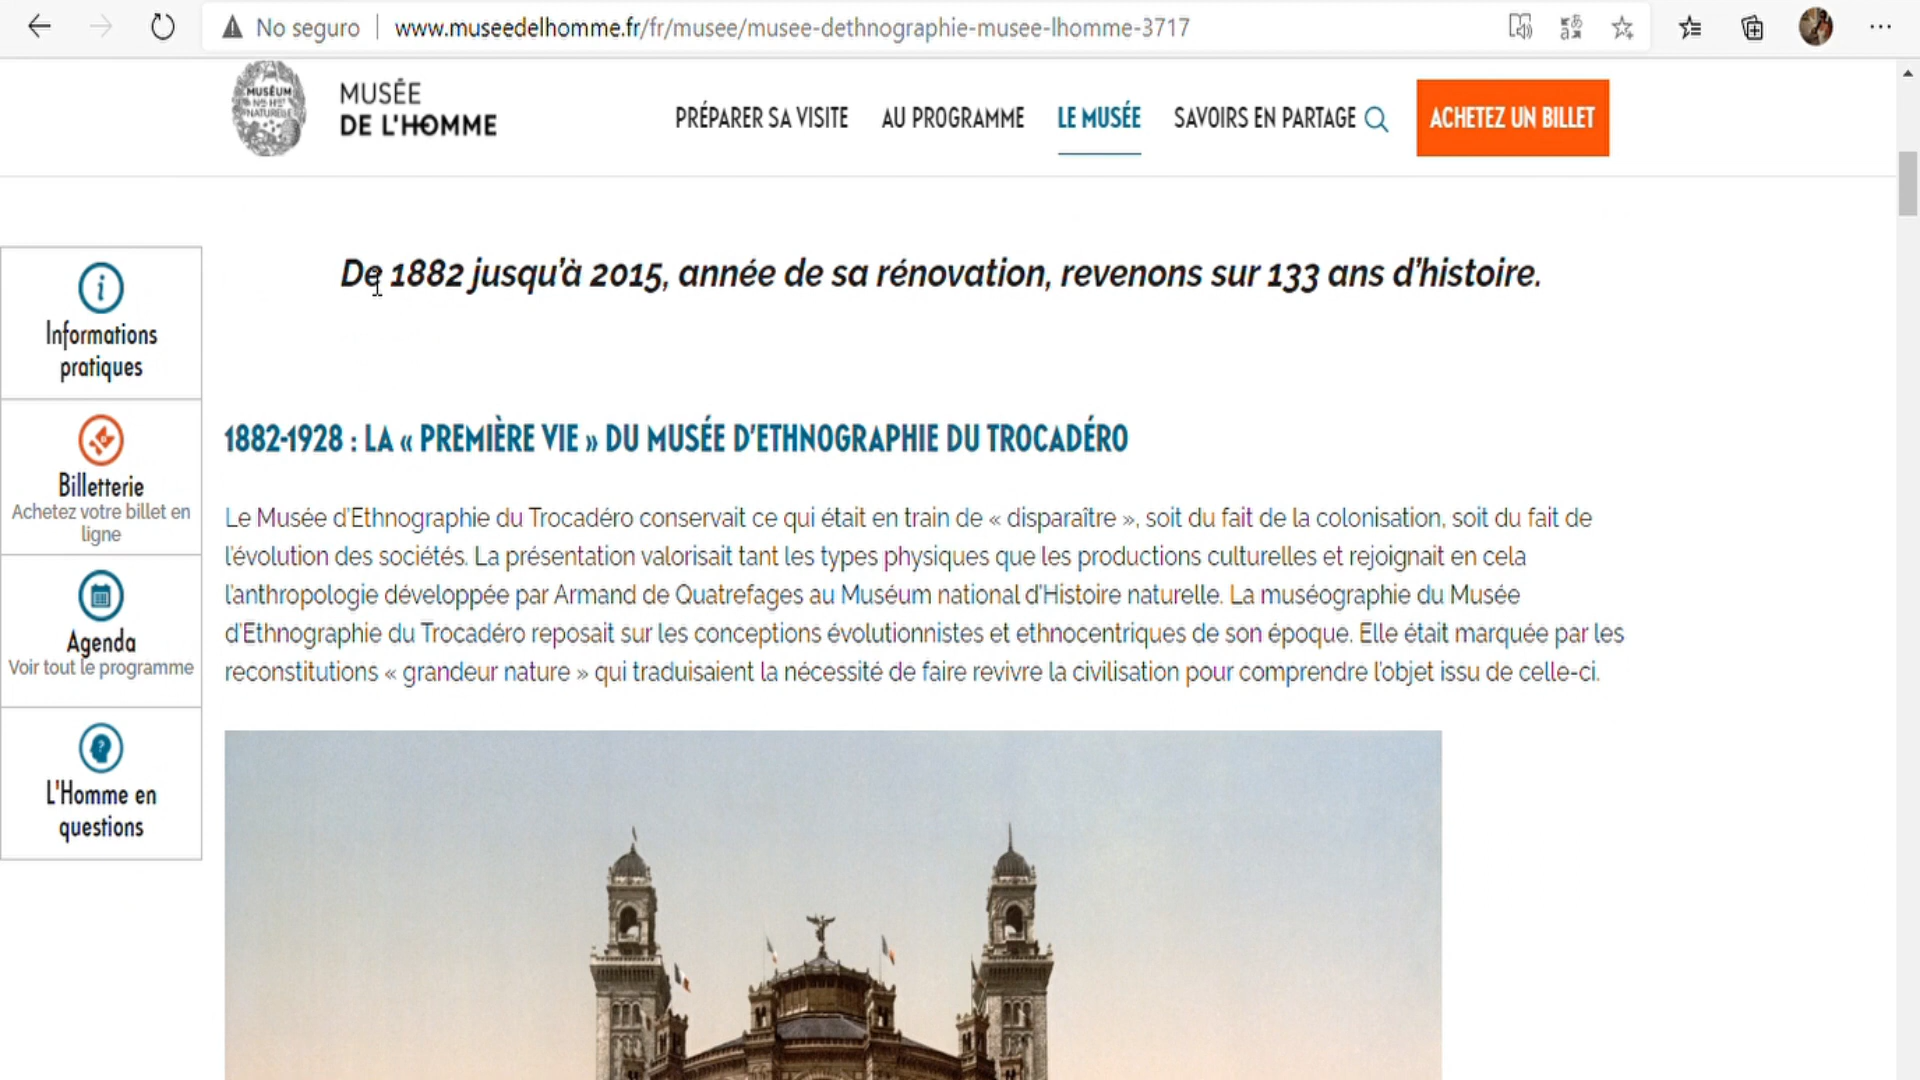 No seguro
www.museedelhomme.fr/fr/musee/musee-dethnographie-musee-lhomme-3717
MUSÉUM
NATURELLE
MUSÉE
DE L'HOMME
PRÉPARER SA VISITE
AU PROGRAMME
LE MUSÉE
SAVOIRS EN PARTAGE
ACHETEZ UN BILLET
De 1882 jusqu'à 2015, année de sa rénovation, revenons sur 133 ans d'histoire.
Informations
pratiques
Billetterie
Achetez votre billet en
ligne
Agenda
Voir tout le programme
L'Homme en
questions
1882-1928 : LA « PREMIÈRE VIE » DU MUSÉE D'ETHNOGRAPHIE DU TROCADÉRO
Le Musée d'Ethnographie du Trocadéro conservait ce qui était en train de « disparaître », soit du fait de la colonisation, soit du fait de
l'évolution des sociétés. La présentation valorisait tant les types physiques que les productions culturelles et rejoignait en cela
l'anthropologie développée par Armand de Quatrefages au Muséum national d'Histoire naturelle. La muséographie du Musée
d'Ethnographie du Trocadéro reposait sur les conceptions évolutionnistes et ethnocentriques de son époque. Elle était marquée par les
reconstitutions « grandeur nature » qui traduisaient la nécessité de faire revivre la civilisation pour comprendre l'objet issu de celle-ci.